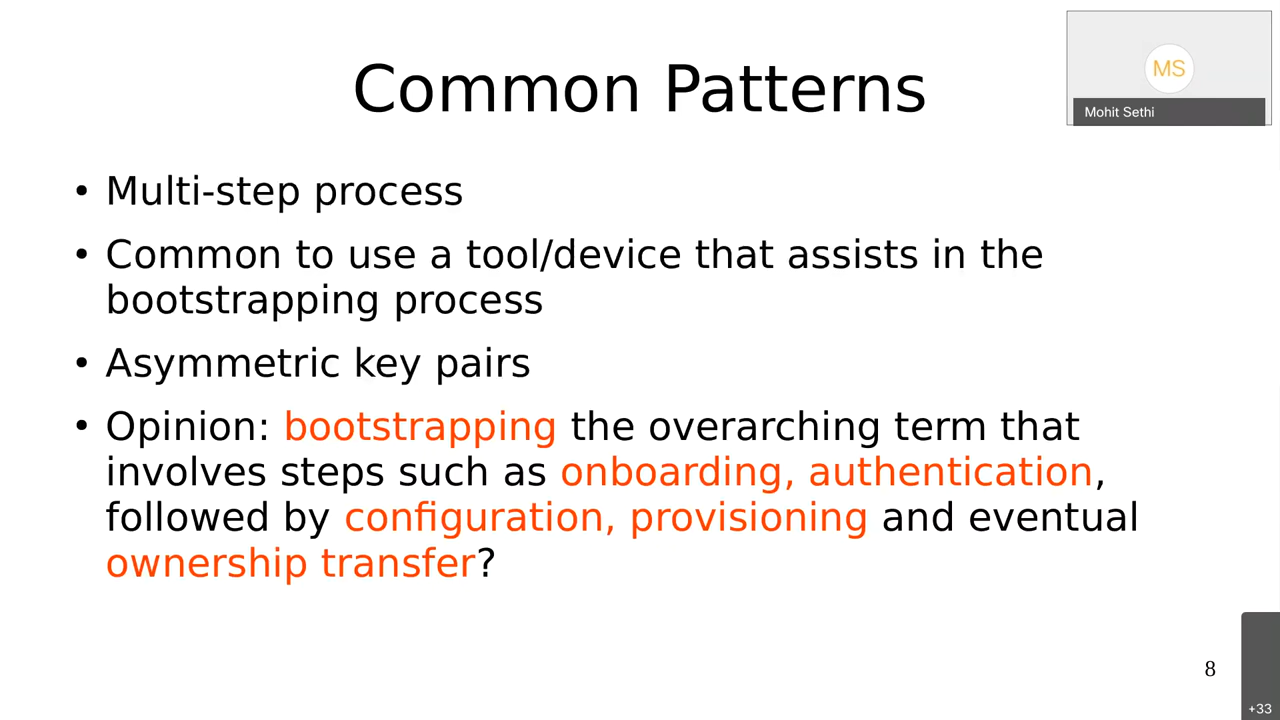 Common Patterns
MS
Mohit Sethi
• Multi-step process
• Common to use a tool/device that assists in the
bootstrapping process
• Asymmetric key pairs
• Opinion: bootstrapping the overarching term that
involves steps such as onboarding, authentication,
followed by configuration, provisioning and eventual
ownership transfer?
8
+33